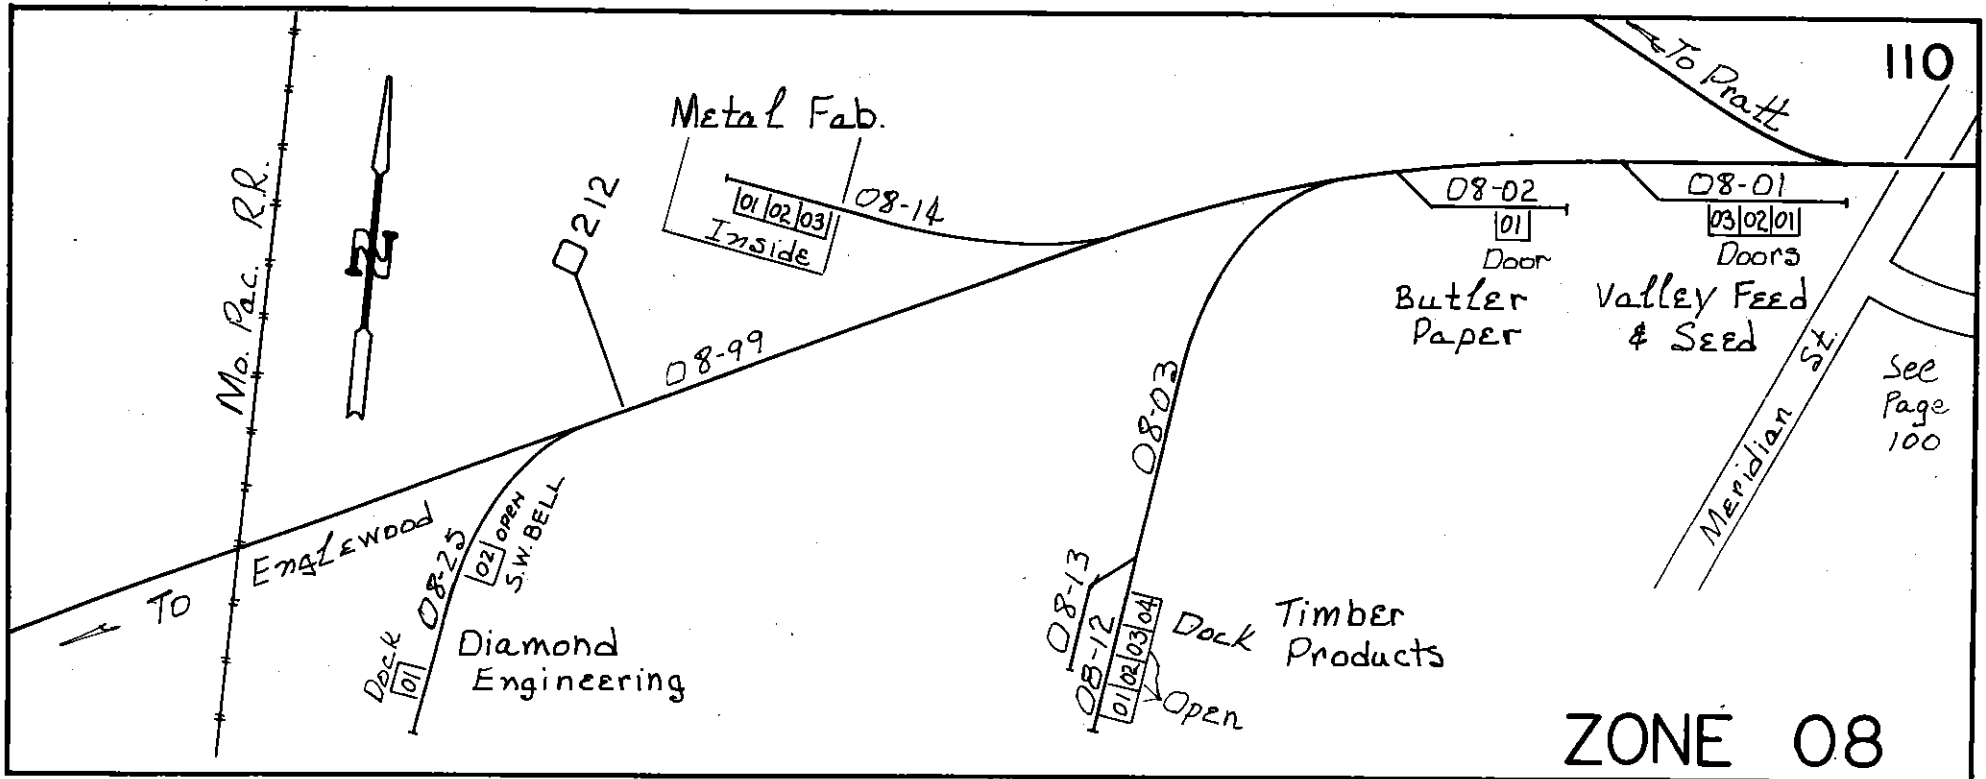 110
To Pratt
Metal Fab.
08-14
01 02 03
Inside
212
N
Mo. Pac. R.R.
08-02
01
Door
Butler
Paper
08-01
03 02 01
Doors
Valley Feed
& Seed
Meridian St.
See
Page
100
08-99
08-03
To Englewood
08-25
02 OPEN
S.W. BELL
Dock
01
Diamond
Engineering
08-13
08-12
01 02 03 04
Dock
Open
Timber
Products
ZONE 08